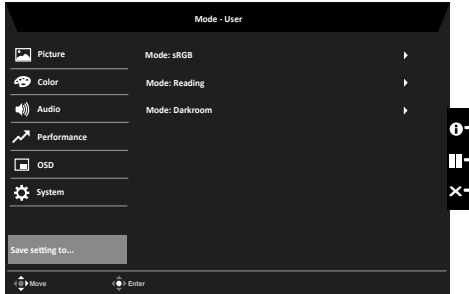 Mode - User
Picture
Color
Audio
Performance
OSD
System
Save setting to...
Mode: sRGB
Mode: Reading
Mode: Darkroom
Move
Enter